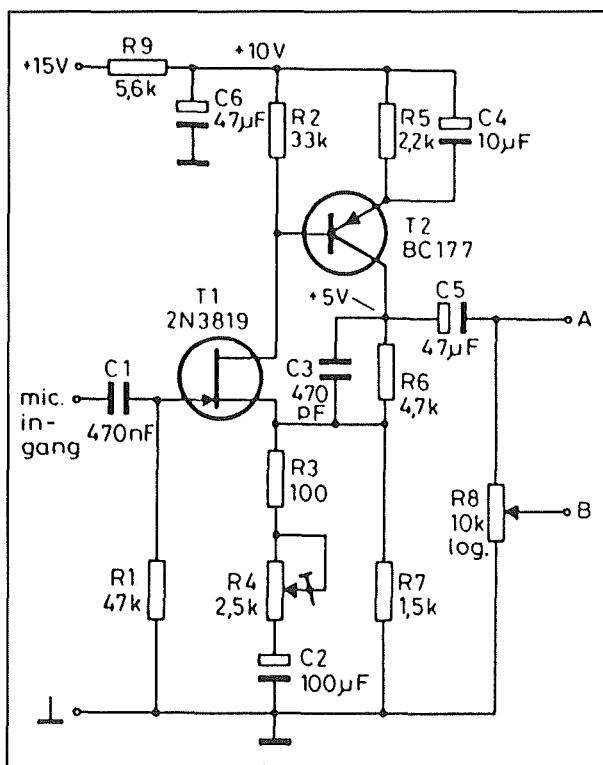 +15V
R9
5,6k
+10V
C6
47µF
R2
33k
R5
2,2k
C4
10µF
T2
BC177
T1
2N3819
+5V
C5
47µF
A
C1
470nF
mic.
in-
gang
C3
470
pF
R6
4,7k
R3
100
R8
10k
log.
B
R1
47k
R4
2,5k
R7
1,5k
C2
100µF